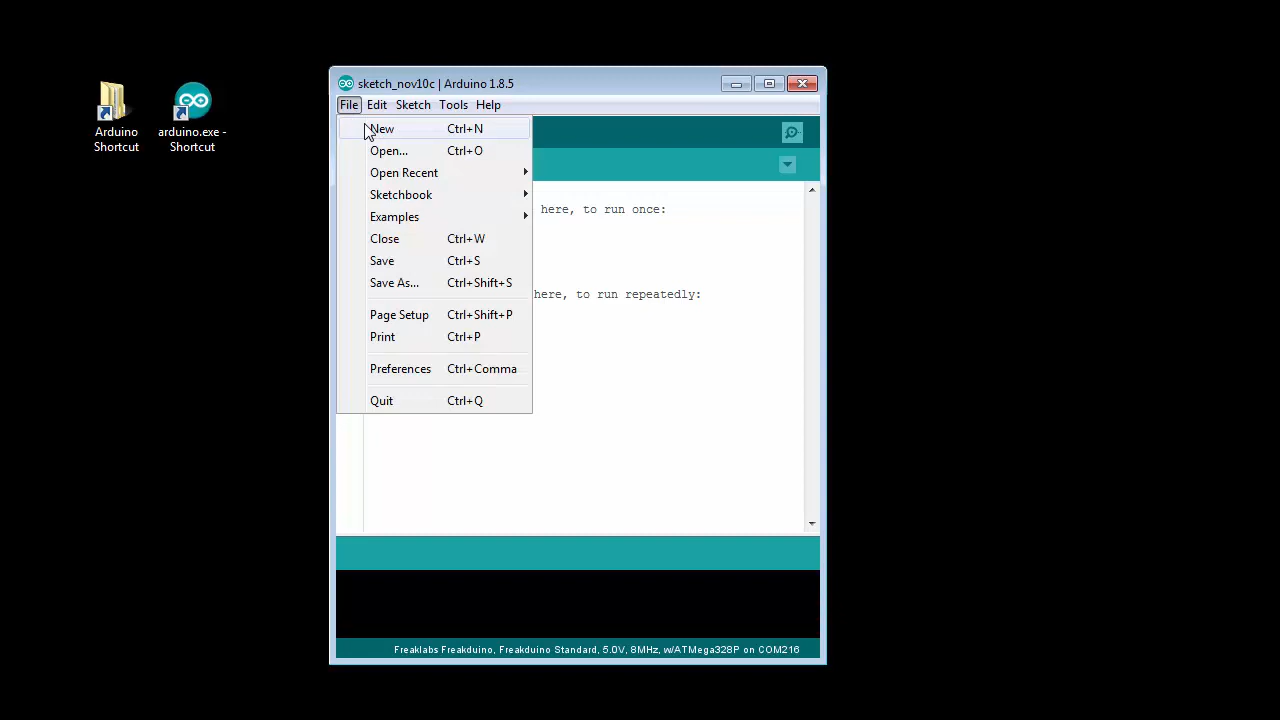 Arduino
Shortcut
arduino.exe -
Shortcut
sketch_nov10c | Arduino 1.8.5
File Edit Sketch Tools Help
New Ctrl+N
Open... Ctrl+O
Open Recent
Sketchbook
Examples
Close Ctrl+W
Save Ctrl+S
Save As... Ctrl+Shift+S
Page Setup Ctrl+Shift+P
Print Ctrl+P
Preferences Ctrl+Comma
Quit Ctrl+Q
here, to run once:
here, to run repeatedly:
Freaklabs Freakduino, Freakduino Standard, 5.0V, 8MHz, w/ATMega328P on COM216